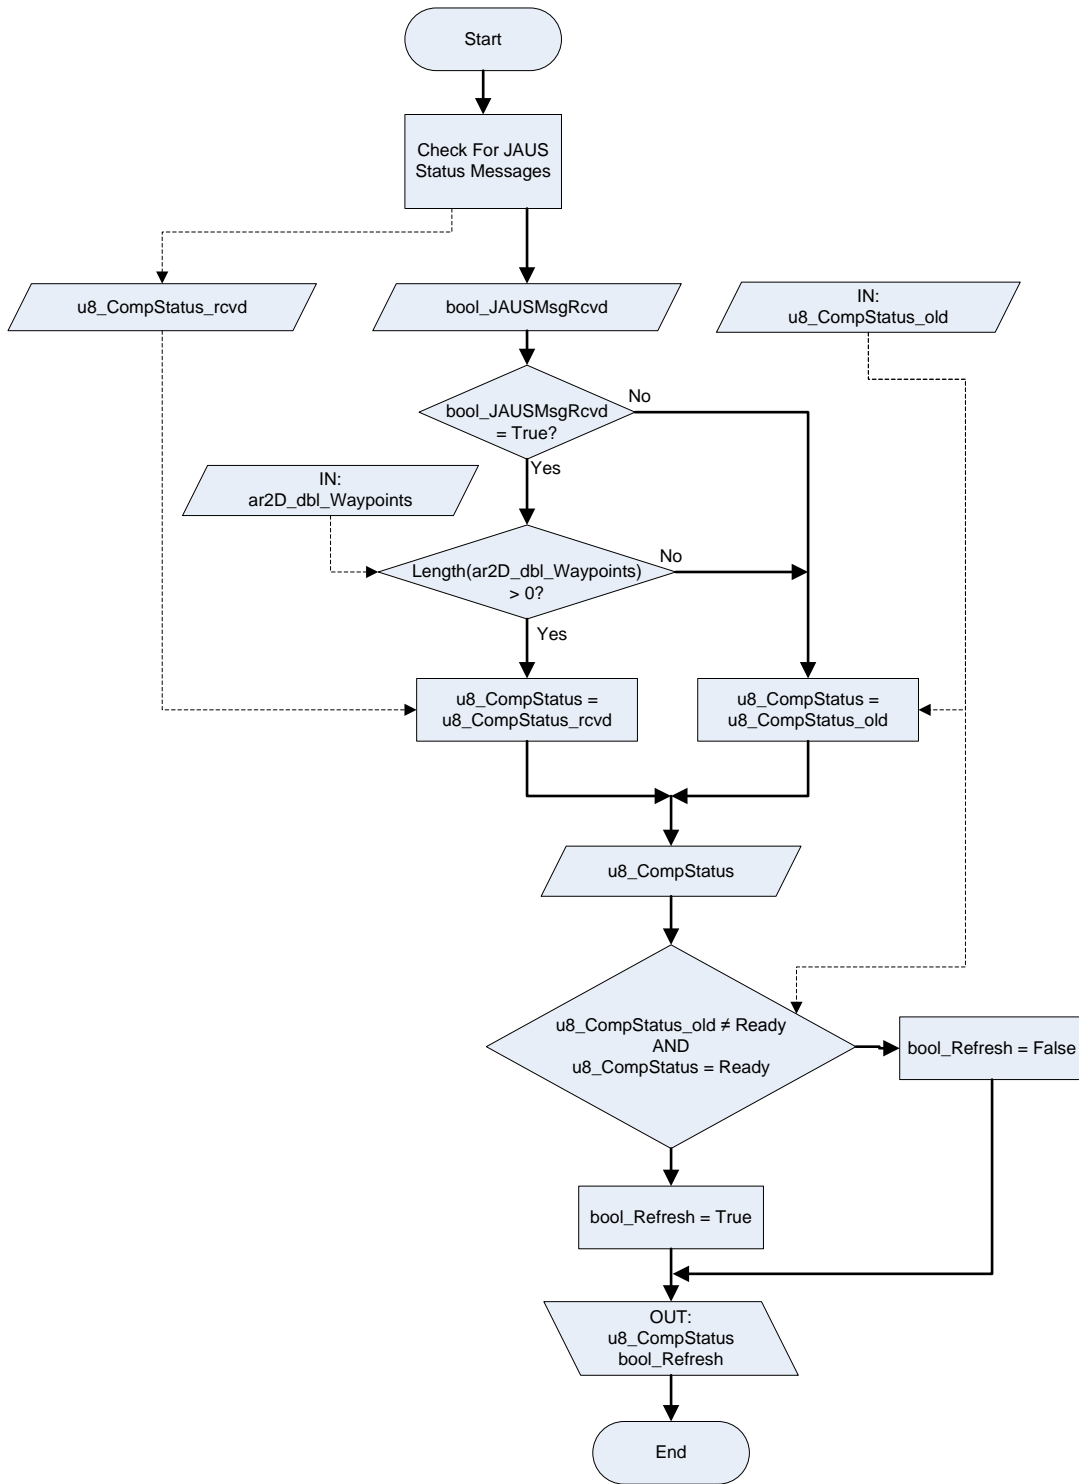 Start
Check For JAUS
Status Messages
u8_CompStatus_rcvd
bool_JAUSMsgRcvd
IN:
u8_CompStatus_old
bool_JAUSMsgRcvd
= True?
No
Yes
IN:
ar2D_dbl_Waypoints
Length(ar2D_dbl_Waypoints)
> 0?
No
Yes
u8_CompStatus =
u8_CompStatus_rcvd
u8_CompStatus =
u8_CompStatus_old
u8_CompStatus
u8_CompStatus_old ≠ Ready
AND
u8_CompStatus = Ready
bool_Refresh = False
bool_Refresh = True
OUT:
u8_CompStatus
bool_Refresh
End